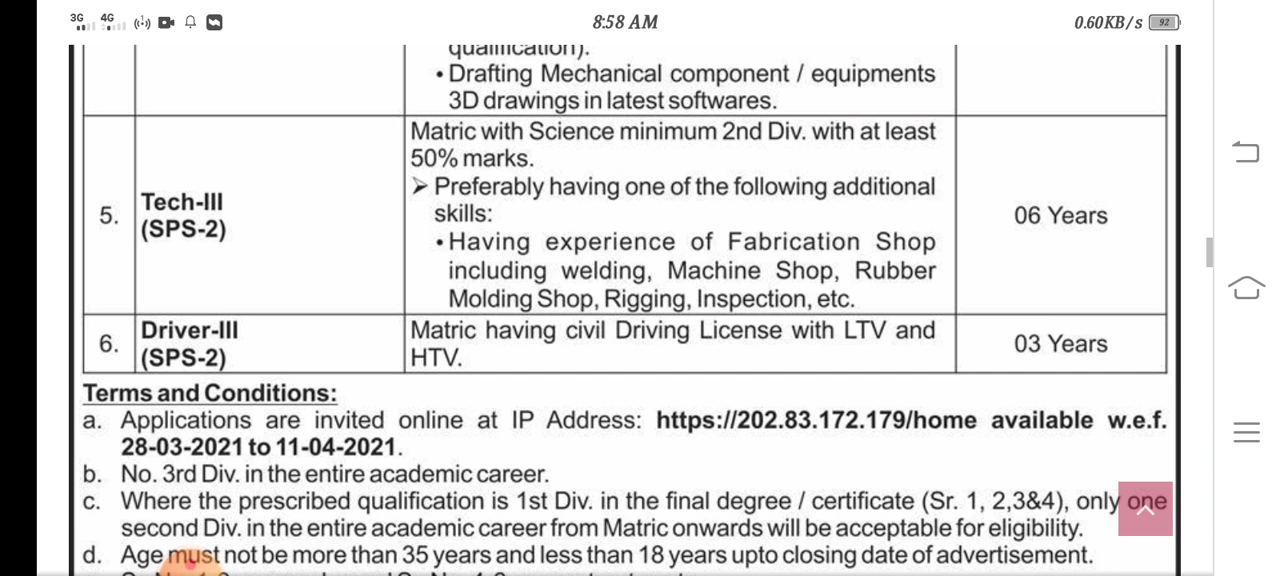 3G 4G 8:58 AM 0.60KB/s 92
qualification).
• Drafting Mechanical component / equipments
3D drawings in latest softwares.
Matric with Science minimum 2nd Div. with at least
50% marks.
➢ Preferably having one of the following additional
skills:
5. Tech-III
(SPS-2)
06 Years
• Having experience of Fabrication Shop
including welding, Machine Shop, Rubber
Molding Shop, Rigging, Inspection, etc.
6. Driver-III
(SPS-2)
Matric having civil Driving License with LTV and
HTV.
03 Years
Terms and Conditions:
a. Applications are invited online at IP Address: https://202.83.172.179/home available w.e.f.
28-03-2021 to 11-04-2021.
b. No. 3rd Div. in the entire academic career.
c. Where the prescribed qualification is 1st Div. in the final degree / certificate (Sr. 1, 2,3&4), only one
second Div. in the entire academic career from Matric onwards will be acceptable for eligibility.
d. Age must not be more than 35 years and less than 18 years upto closing date of advertisement.